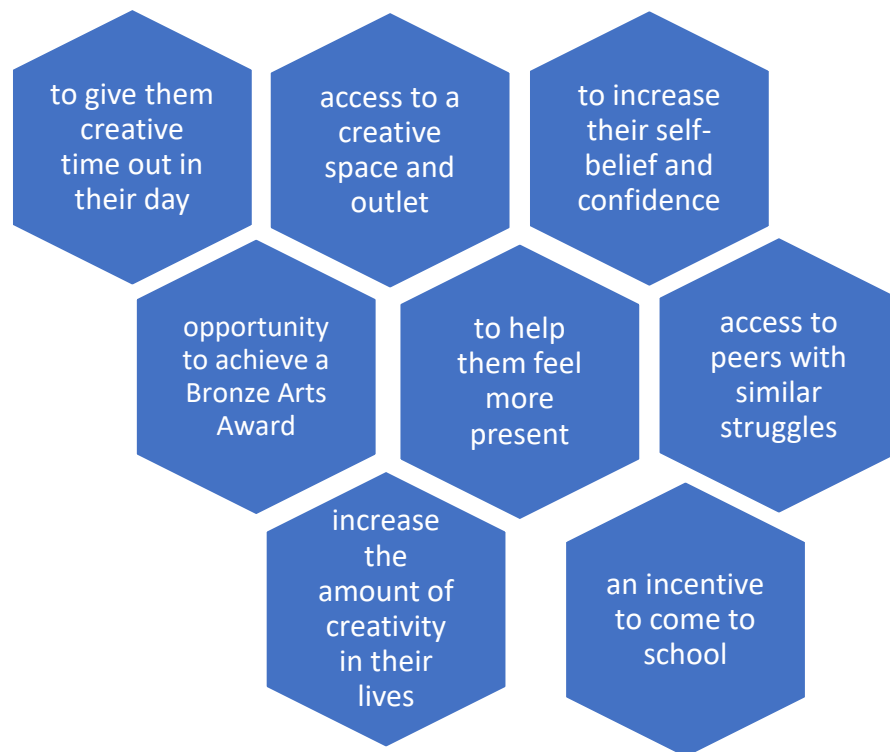 to give them
creative
time out in
their day
access to a
creative
space and
outlet
to increase
their self-
belief and
confidence
opportunity
to achieve a
Bronze Arts
Award
to help
them feel
more
present
access to
peers with
similar
struggles
increase
the
amount of
creativity
in their
lives
an incentive
to come to
school